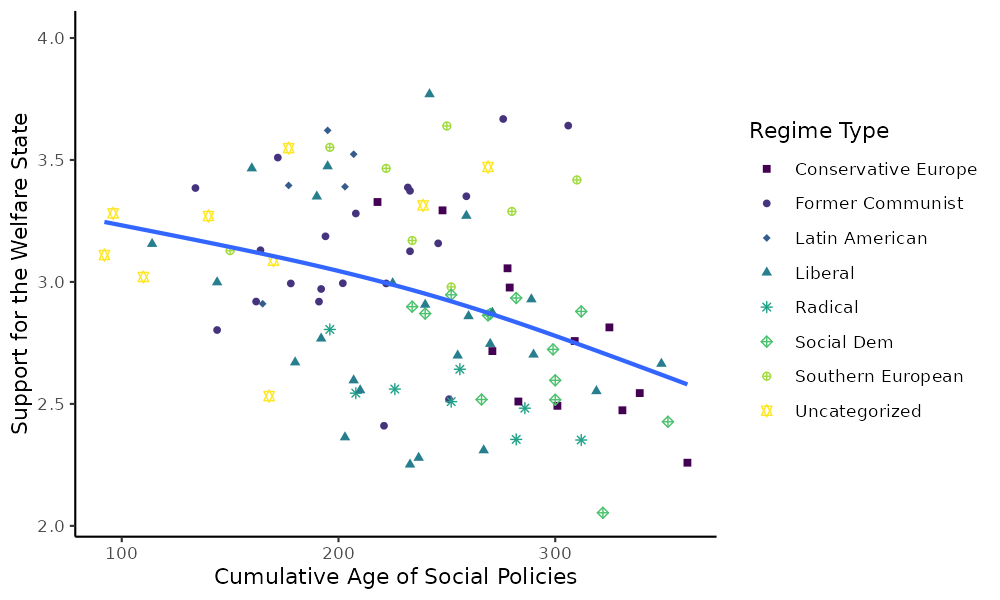 4.0
3.5
3.0
2.5
2.0
Support for the Welfare State
100
200
300
Cumulative Age of Social Policies
Regime Type
Conservative Europe
Former Communist
Latin American
Liberal
Radical
Social Dem
Southern European
Uncategorized